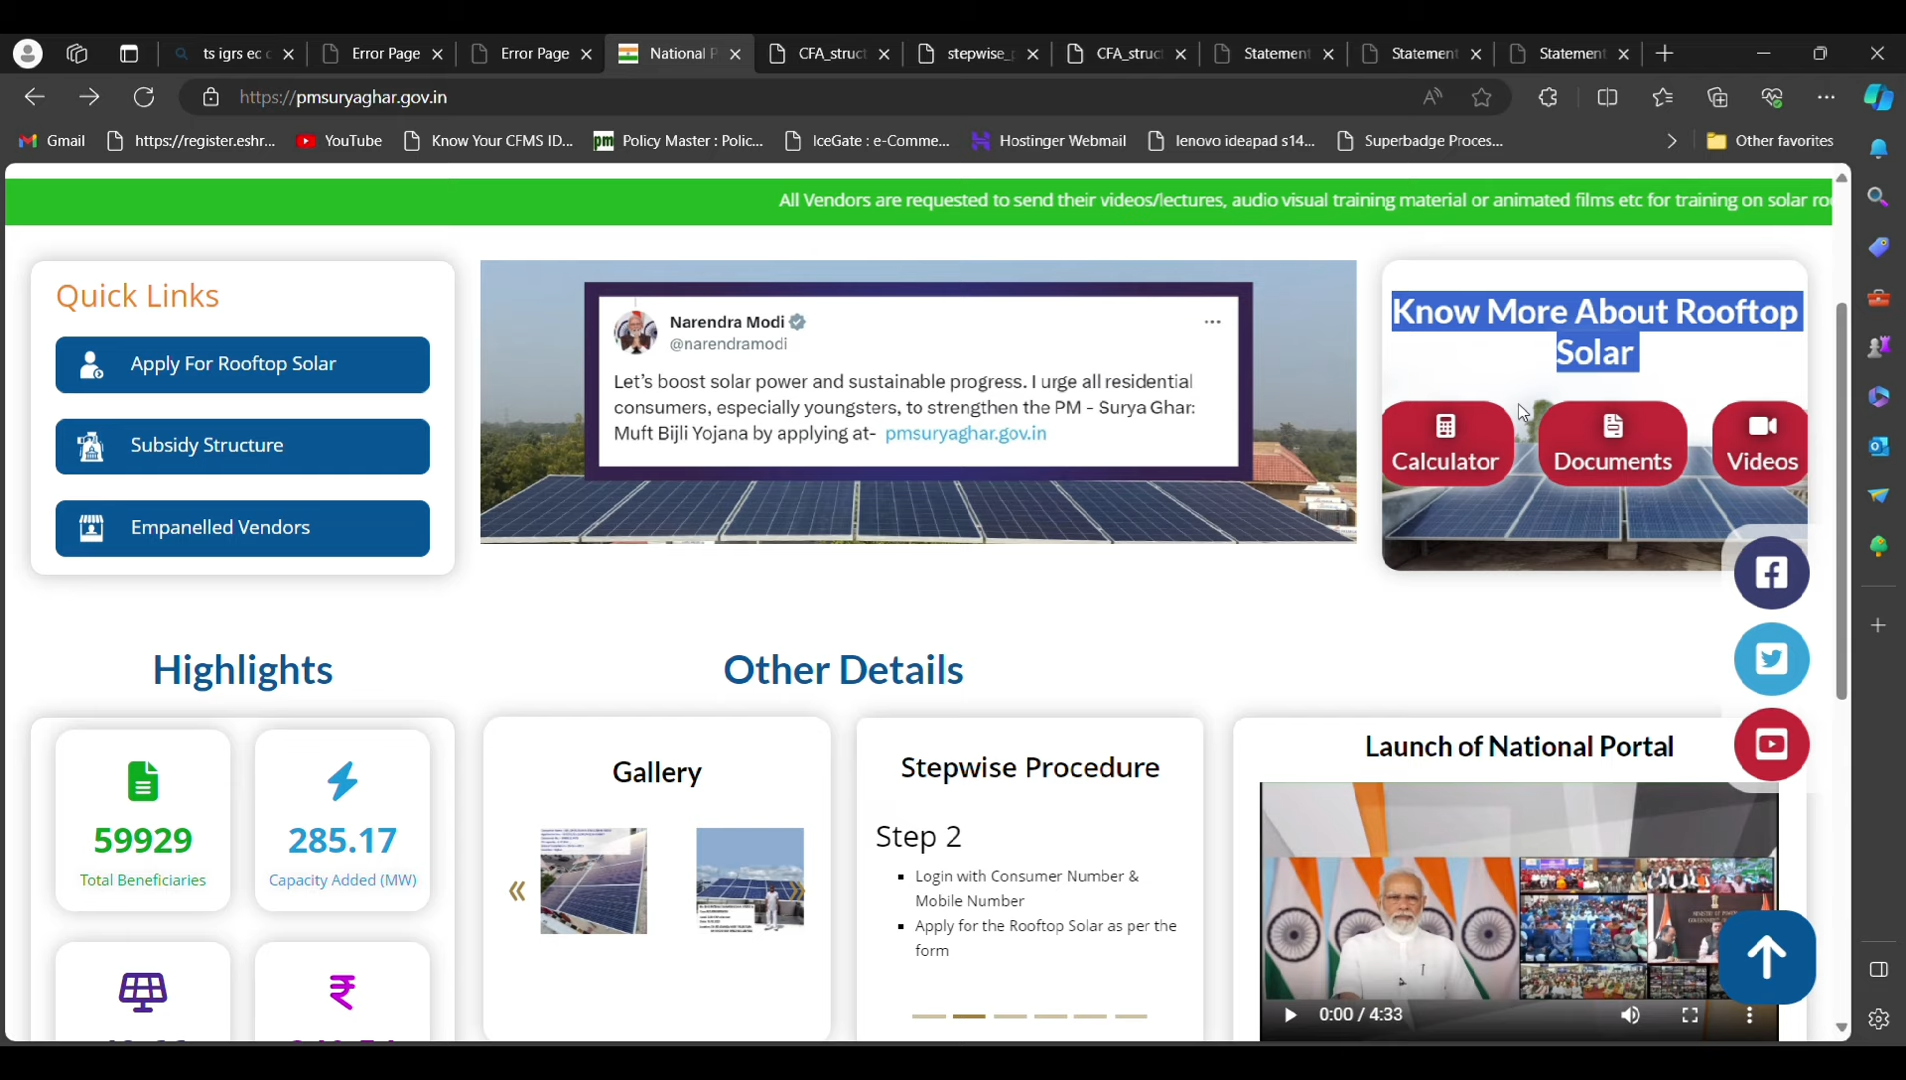 ts igrs ec c
Error Page
Error Page
National P
CFA_struct
stepwise_p
CFA_struct
Statement
Statement
Statement
https://pmsuryaghar.gov.in
Gmail
https://register.eshr...
YouTube
Know Your CFMS ID...
pm
Policy Master : Polic...
IceGate : e-Comme...
Hostinger Webmail
lenovo ideapad s14...
Superbadge Proces...
Other favorites
All Vendors are requested to send their videos/lectures, audio visual training material or animated films etc for training on solar roo
Quick Links
Apply For Rooftop Solar
Subsidy Structure
Empanelled Vendors
Narendra Modi
@narendramodi
Let's boost solar power and sustainable progress. I urge all residential
consumers, especially youngsters, to strengthen the PM - Surya Ghar:
Muft Bijli Yojana by applying at- pmsuryaghar.gov.in
Know More About Rooftop
Solar
Calculator
Documents
Videos
Highlights
Other Details
59929
Total Beneficiaries
285.17
Capacity Added (MW)
Gallery
Stepwise Procedure
Step 2
Login with Consumer Number &
Mobile Number
Apply for the Rooftop Solar as per the
form
Launch of National Portal
0:00 / 4:33